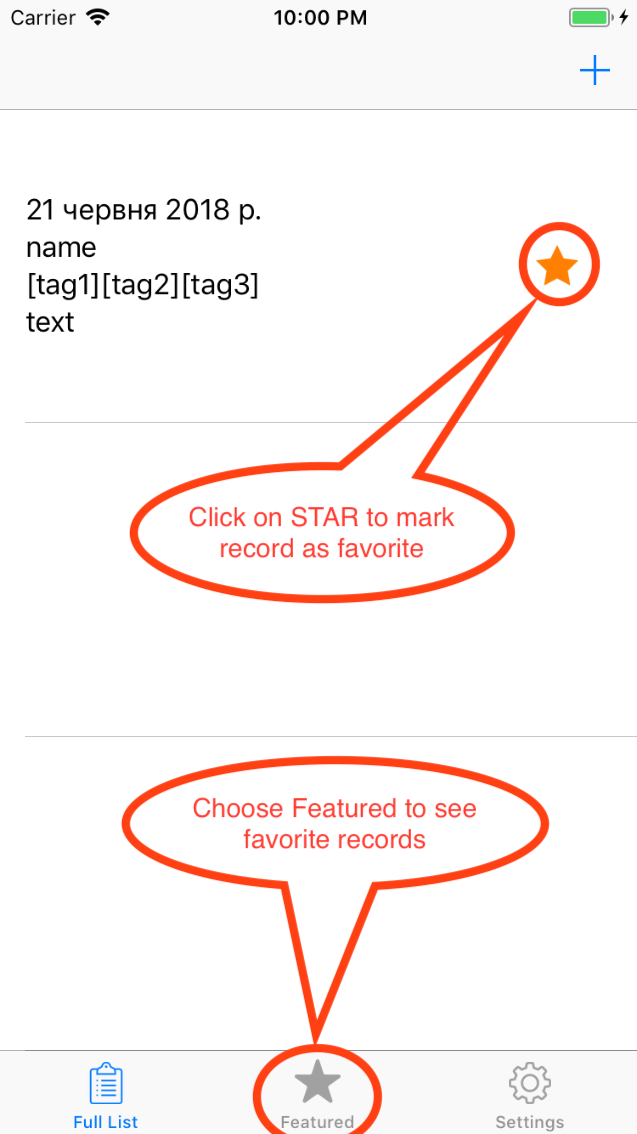 Carrier 10:00 PM
21 червня 2018 р.
name
[tag1][tag2][tag3]
text
Click on STAR to mark
record as favorite
Choose Featured to see
favorite records
Full List Featured Settings